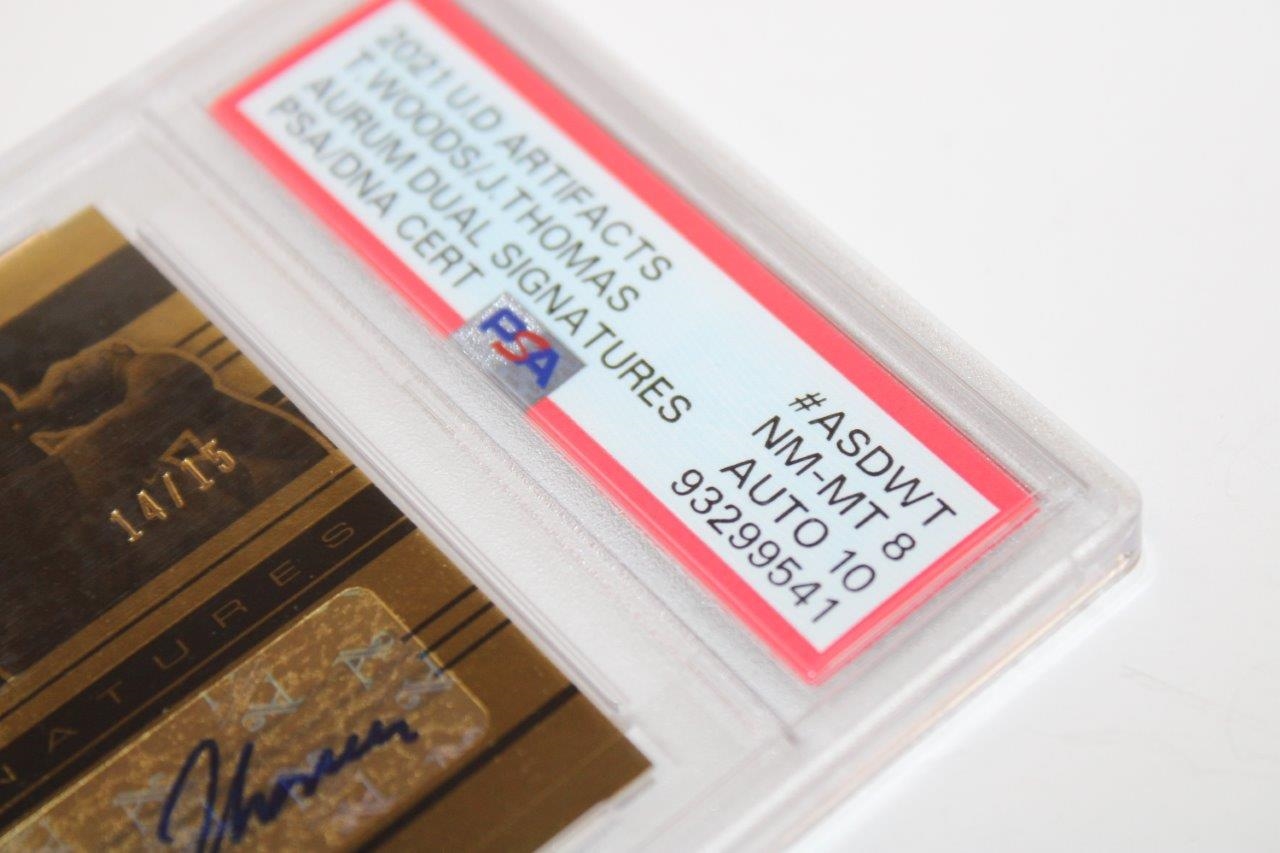 2021 U.D ARTIFACTS #ASDWT
T.WOODS/J.THOMAS NM-MT 8
AURUM DUAL SIGNATURES AUTO 10
PSA/DNA CERT 93299541
PSA
14/15
NATURES
Thomas